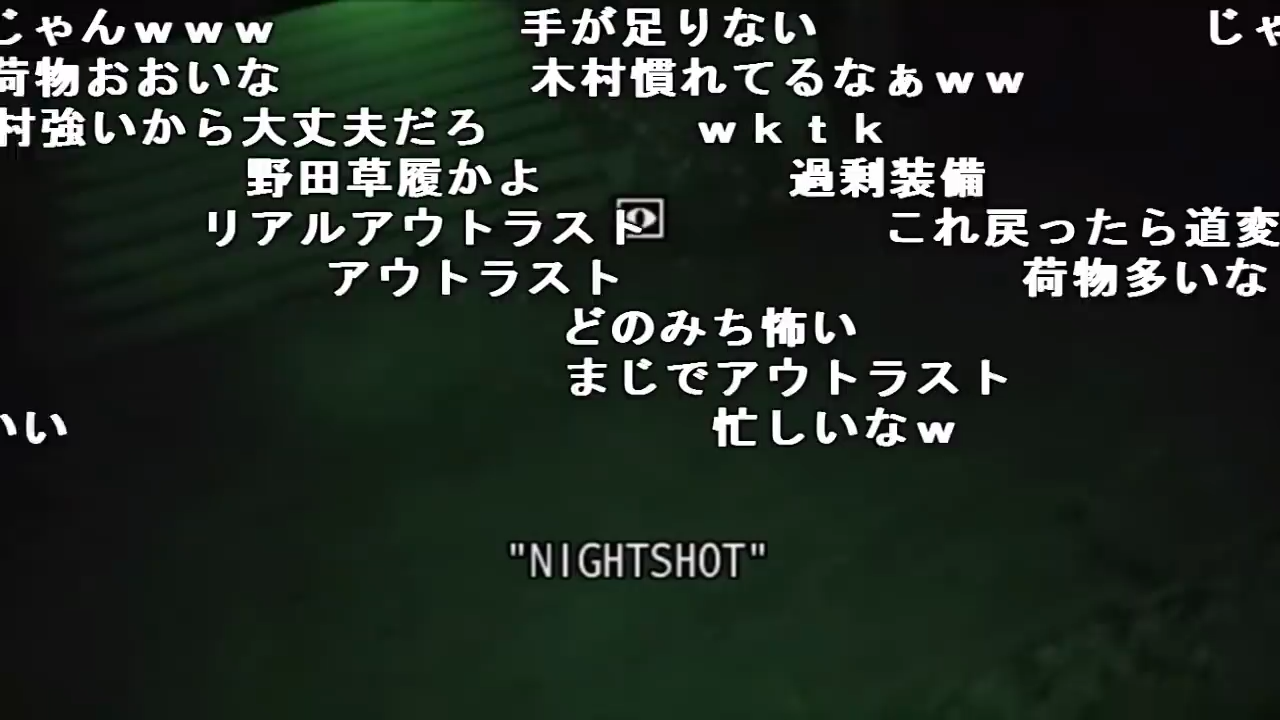 じゃんｗｗｗ 手が足りない じゃ
荷物おおいな 木村慣れてるなぁｗｗ
村強いから大丈夫だろ ｗｋｔｋ
野田草履かよ 過剰装備
リアルアウトラスト これ戻ったら道変
アウトラスト 荷物多いな
どのみち怖い
まじでアウトラスト
いい 忙しいなｗ
"NIGHTSHOT"